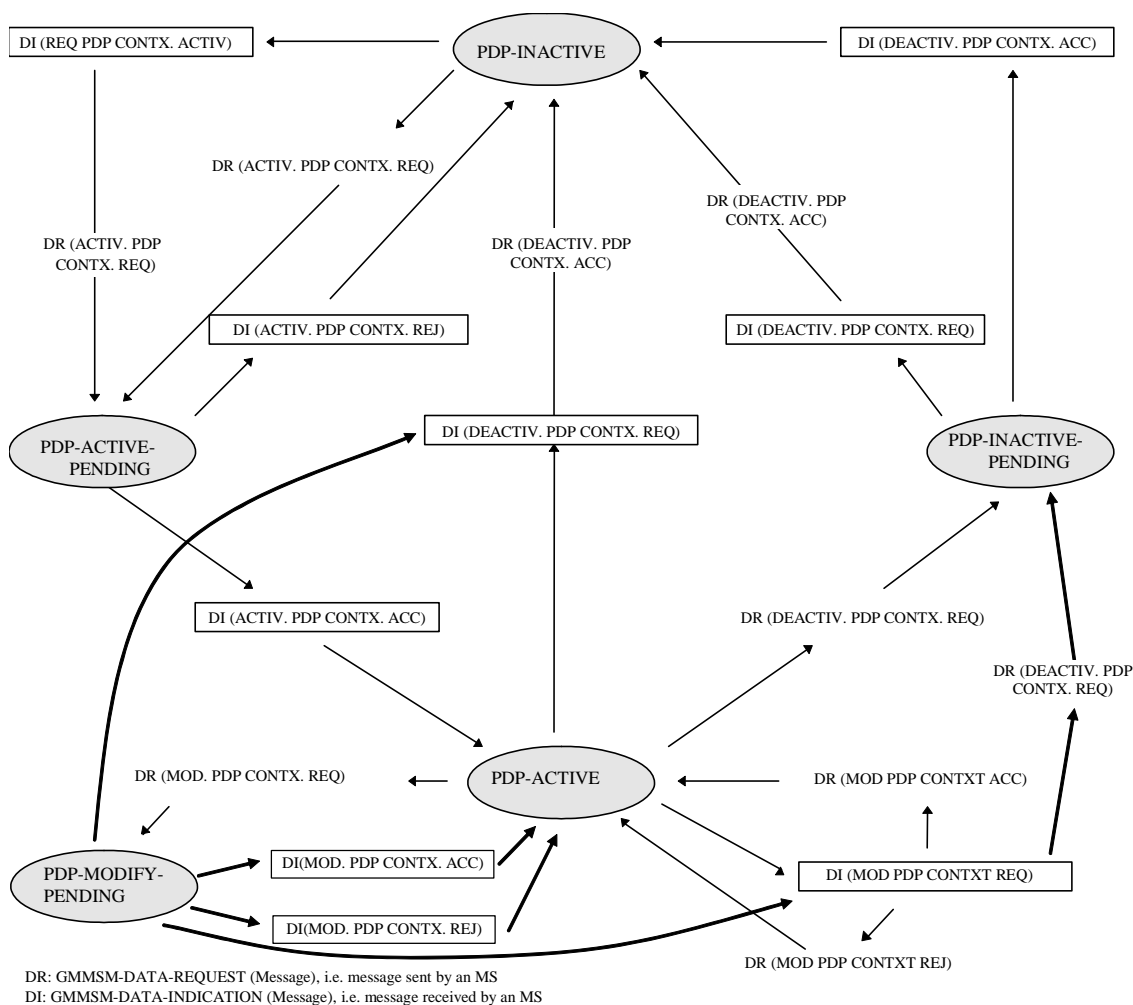 DI (REQ PDP CONTX. ACTIV)
PDP-INACTIVE
DI (DEACTIV. PDP CONTX. ACC)
DR (ACTIV. PDP CONTX. REQ)
DR (DEACTIV. PDP
CONTX. ACC)
DR (ACTIV. PDP
CONTX. REQ)
DR (DEACTIV. PDP
CONTX. ACC)
DI (ACTIV. PDP CONTX. REJ)
DI (DEACTIV. PDP CONTX. REQ)
PDP-ACTIVE-
PENDING
DI (DEACTIV. PDP CONTX. REQ)
PDP-INACTIVE-
PENDING
DI (ACTIV. PDP CONTX. ACC)
DR (DEACTIV. PDP CONTX. REQ)
DR (DEACTIV. PDP
CONTX. REQ)
DR (MOD. PDP CONTX. REQ)
PDP-ACTIVE
DR (MOD PDP CONTXT ACC)
PDP-MODIFY-
PENDING
DI(MOD. PDP CONTX. ACC)
DI (MOD PDP CONTXT REQ)
DI(MOD. PDP CONTX. REJ)
DR (MOD PDP CONTXT REJ)
DR: GMMSM-DATA-REQUEST (Message), i.e. message sent by an MS
DI: GMMSM-DATA-INDICATION (Message), i.e. message received by an MS